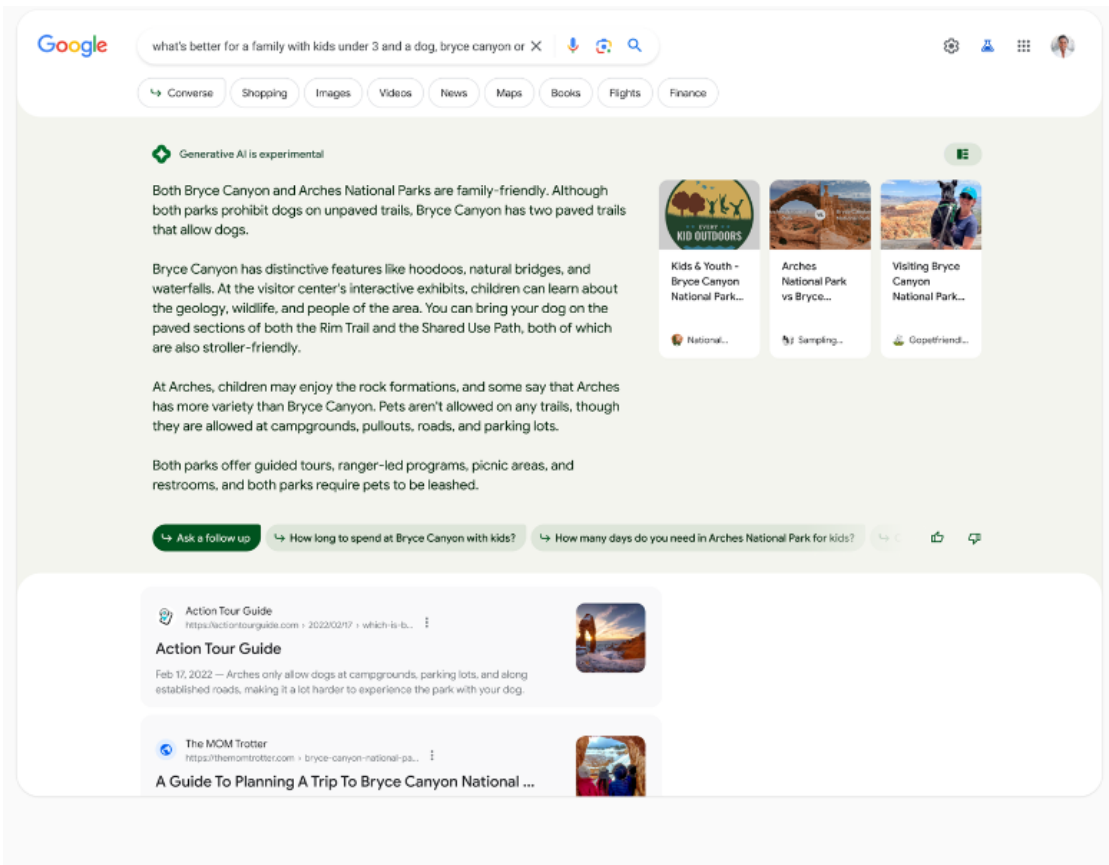 Google
what's better for a family with kids under 3 and a dog, bryce canyon or
Converse
Shopping
Images
Videos
News
Maps
Books
Flights
Finance
Generative AI is experimental
Both Bryce Canyon and Arches National Parks are family-friendly. Although
both parks prohibit dogs on unpaved trails, Bryce Canyon has two paved trails
that allow dogs.
Bryce Canyon has distinctive features like hoodoos, natural bridges, and
waterfalls. At the visitor center's interactive exhibits, children can learn about
the geology, wildlife, and people of the area. You can bring your dog on the
paved sections of both the Rim Trail and the Shared Use Path, both of which
are also stroller-friendly.
At Arches, children may enjoy the rock formations, and some say that Arches
has more variety than Bryce Canyon. Pets aren't allowed on any trails, though
they are allowed at campgrounds, pullouts, roads, and parking lots.
Both parks offer guided tours, ranger-led programs, picnic areas, and
restrooms, and both parks require pets to be leashed.
EVERY
KID OUTDOORS
Kids & Youth -
Bryce Canyon
National Park...
National...
VS
Arches
National Park
vs Bryce...
Sampling...
Visiting Bryce
Canyon
National Park...
Gopetfriendl...
Ask a follow up
How long to spend at Bryce Canyon with kids?
How many days do you need in Arches National Park for kids?
Action Tour Guide
https://actiontourguide.com › 2022/02/17 › which-is-b...
Action Tour Guide
Feb 17, 2022 — Arches only allow dogs at campgrounds, parking lots, and along
established roads, making it a lot harder to experience the park with your dog.
The MOM Trotter
https://themomtrotter.com › bryce-canyon-national-pa...
A Guide To Planning A Trip To Bryce Canyon National ...